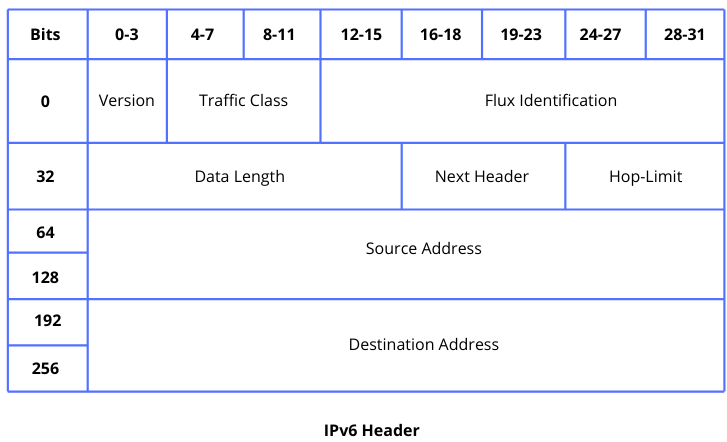 Bits 0-3 4-7 8-11 12-15 16-18 19-23 24-27 28-31
0 Version Traffic Class Flux Identification
32 Data Length Next Header Hop-Limit
64
Source Address
128
192
Destination Address
256
IPv6 Header